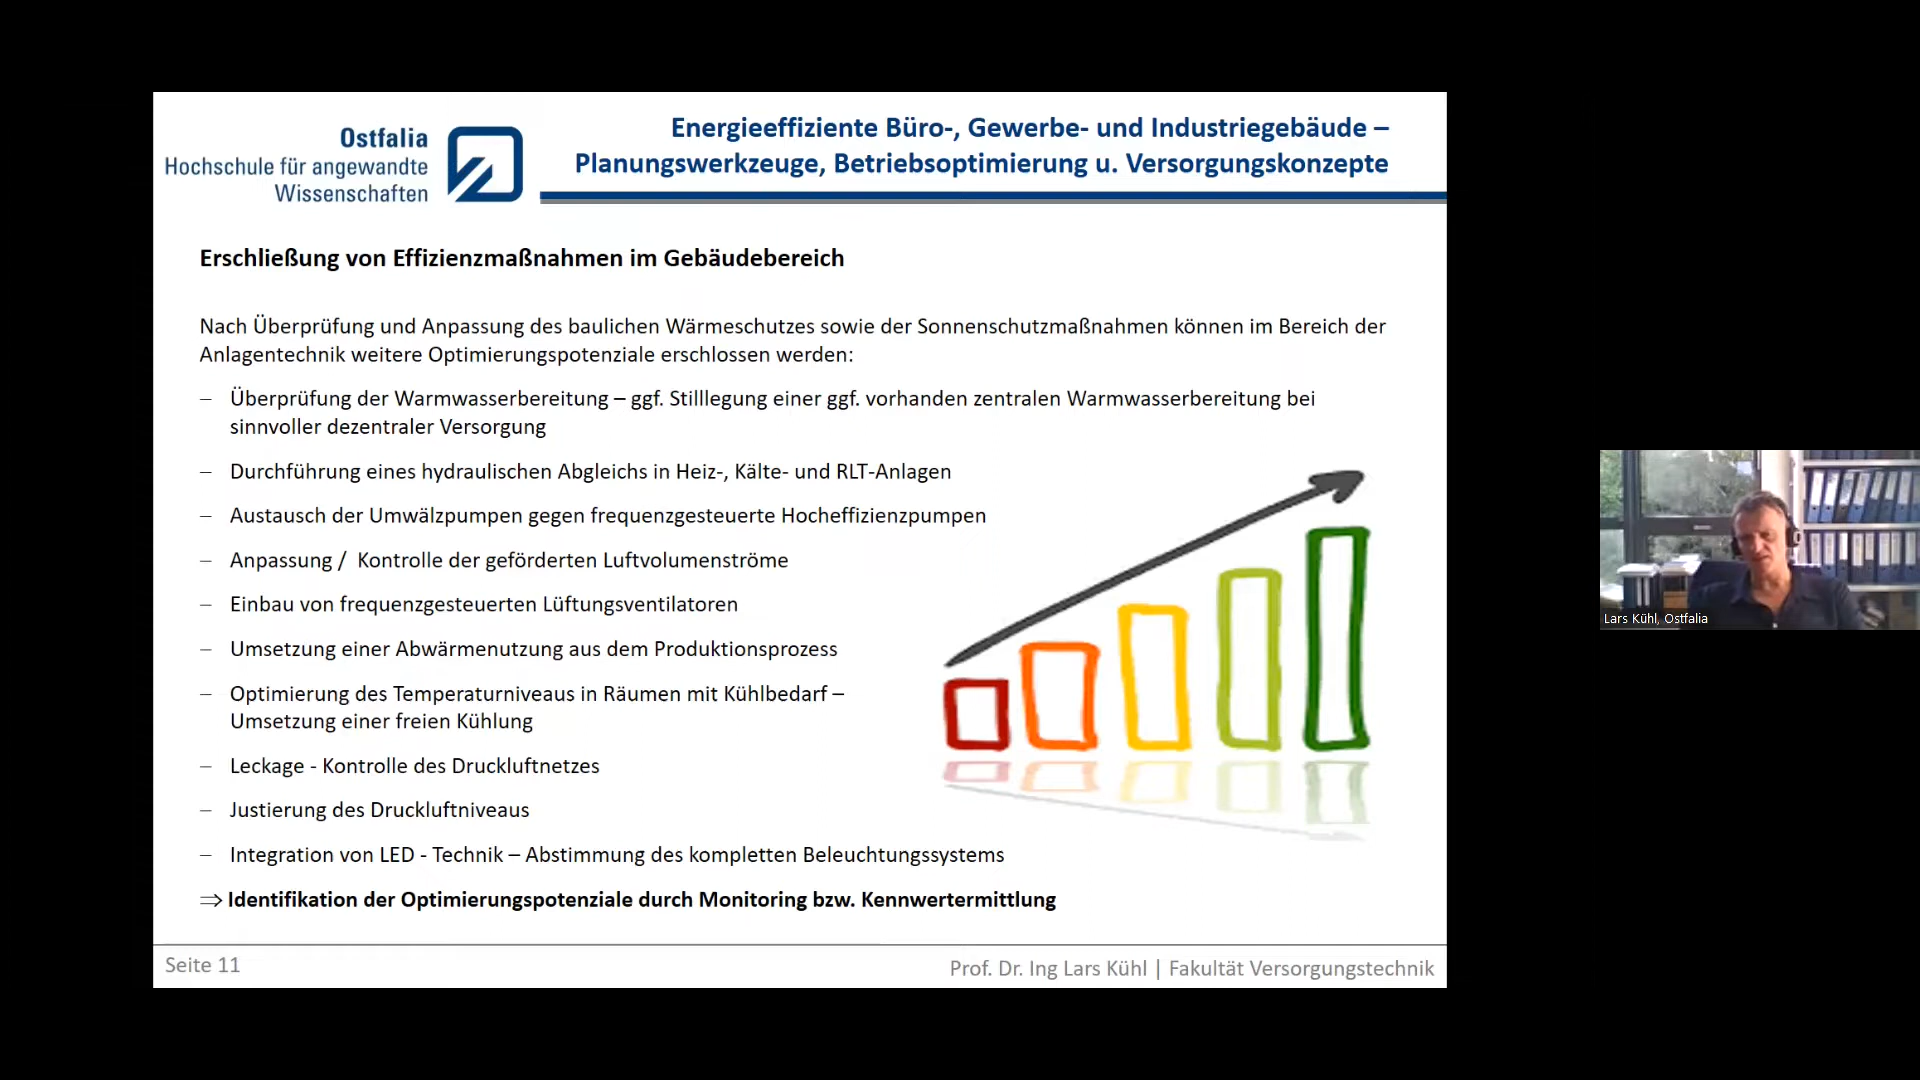 Ostfalia
Hochschule für angewandte
Wissenschaften
Energieeffiziente Büro-, Gewerbe- und Industriegebäude –
Planungswerkzeuge, Betriebsoptimierung u. Versorgungskonzepte
Erschließung von Effizienzmaßnahmen im Gebäudebereich
Nach Überprüfung und Anpassung des baulichen Wärmeschutzes sowie der Sonnenschutzmaßnahmen können im Bereich der
Anlagentechnik weitere Optimierungspotenziale erschlossen werden:
– Überprüfung der Warmwasserbereitung – ggf. Stilllegung einer ggf. vorhanden zentralen Warmwasserbereitung bei
sinnvoller dezentraler Versorgung
– Durchführung eines hydraulischen Abgleichs in Heiz-, Kälte- und RLT-Anlagen
– Austausch der Umwälzpumpen gegen frequenzgesteuerte Hocheffizienzpumpen
– Anpassung / Kontrolle der geförderten Luftvolumenströme
– Einbau von frequenzgesteuerten Lüftungsventilatoren
– Umsetzung einer Abwärmenutzung aus dem Produktionsprozess
– Optimierung des Temperaturniveaus in Räumen mit Kühlbedarf –
Umsetzung einer freien Kühlung
– Leckage - Kontrolle des Druckluftnetzes
– Justierung des Druckluftniveaus
– Integration von LED - Technik – Abstimmung des kompletten Beleuchtungssystems
⇒ Identifikation der Optimierungspotenziale durch Monitoring bzw. Kennwertermittlung
Seite 11
Prof. Dr. Ing Lars Kühl | Fakultät Versorgungstechnik
Lars Kühl, Ostfalia